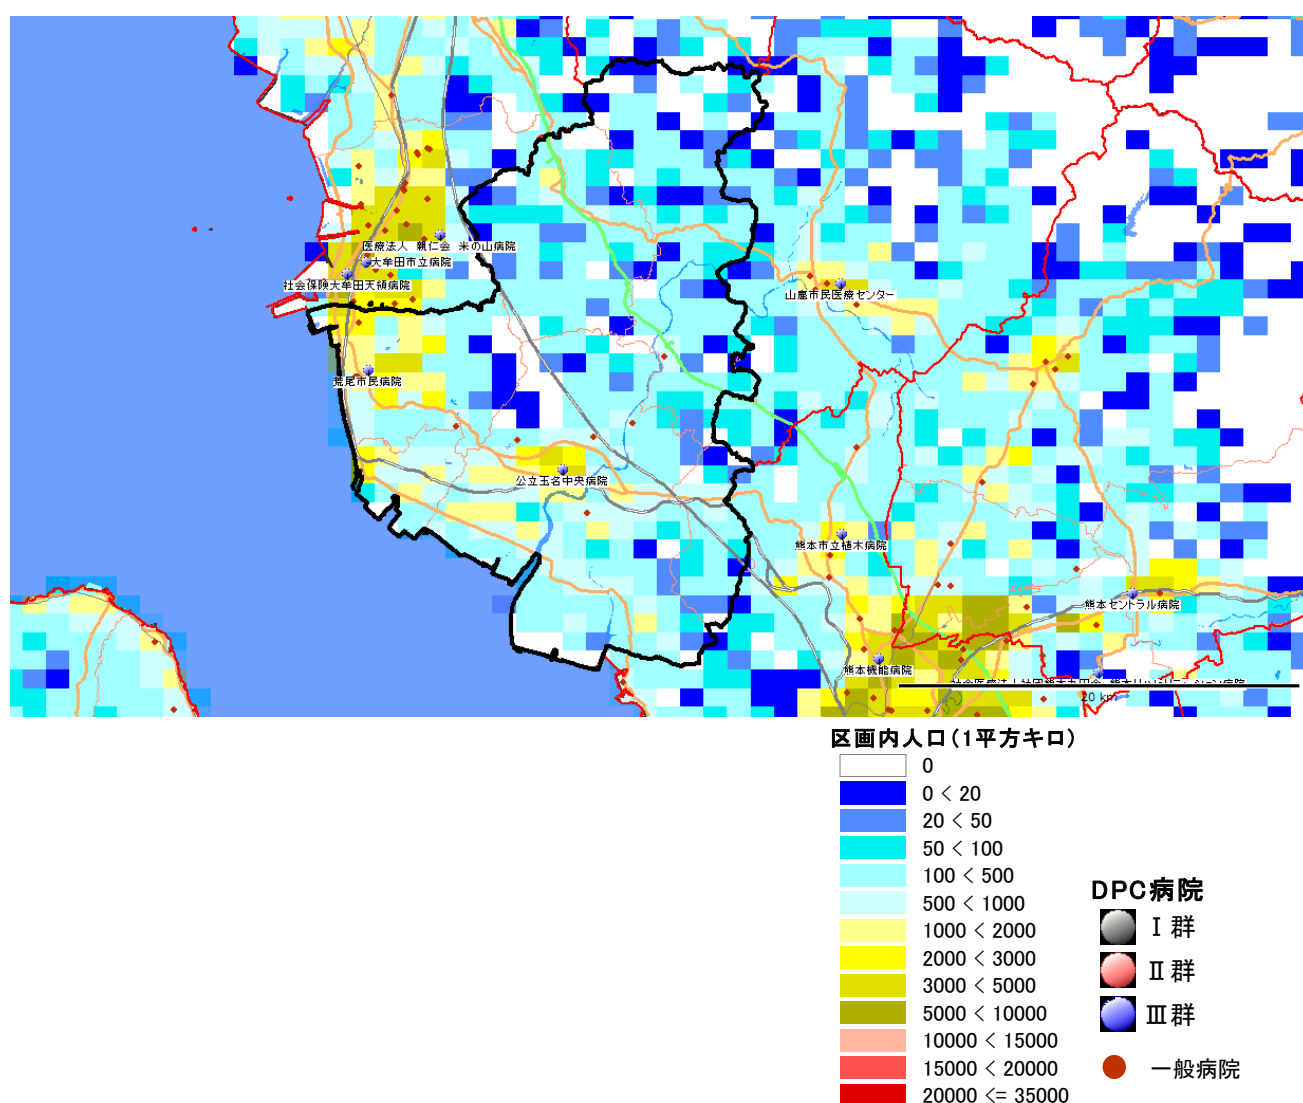 医療法人 親仁会 米の山病院
大牟田市立病院
社会保険大牟田天領病院
山鹿市民医療センター
荒尾市民病院
公立玉名中央病院
熊本市立植木病院
熊本セントラル病院
熊本機能病院
20 km
区画内人口(1平方キロ)
0
0 < 20
20 < 50
50 < 100
100 < 500
500 < 1000
1000 < 2000
2000 < 3000
3000 < 5000
5000 < 10000
10000 < 15000
15000 < 20000
20000 <= 35000
DPC病院
Ⅰ群
Ⅱ群
Ⅲ群
一般病院